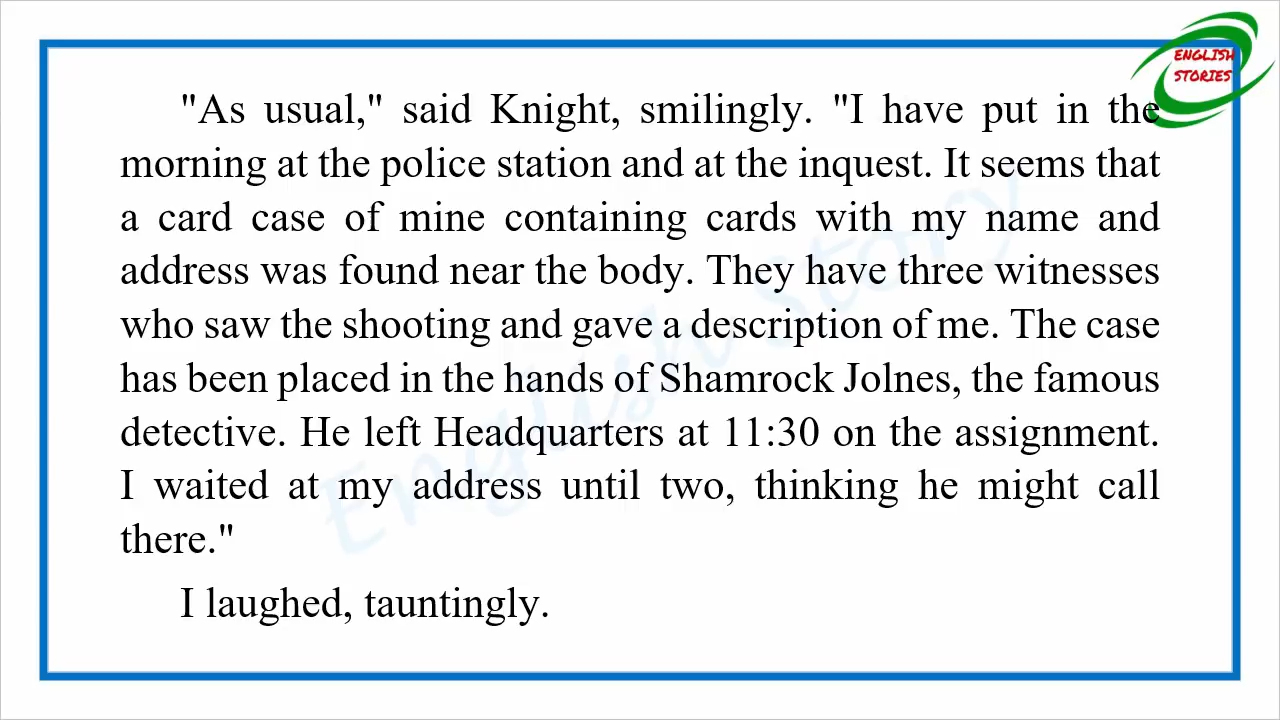 ENGLISH
STORIES
"As usual," said Knight, smilingly. "I have put in the
morning at the police station and at the inquest. It seems that
a card case of mine containing cards with my name and
address was found near the body. They have three witnesses
who saw the shooting and gave a description of me. The case
has been placed in the hands of Shamrock Jolnes, the famous
detective. He left Headquarters at 11:30 on the assignment.
I waited at my address until two, thinking he might call
there."
I laughed, tauntingly.
English Story